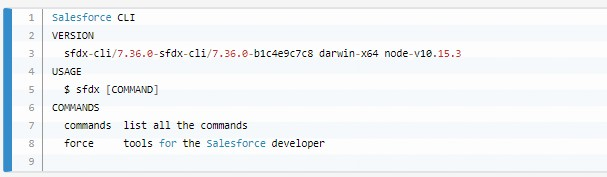 1 Salesforce CLI
2 VERSION
3   sfdx-cli/7.36.0-sfdx-cli/7.36.0-b1c4e9c7c8 darwin-x64 node-v10.15.3
4 USAGE
5   $ sfdx [COMMAND]
6 COMMANDS
7   commands  list all the commands
8   force     tools for the Salesforce developer
9